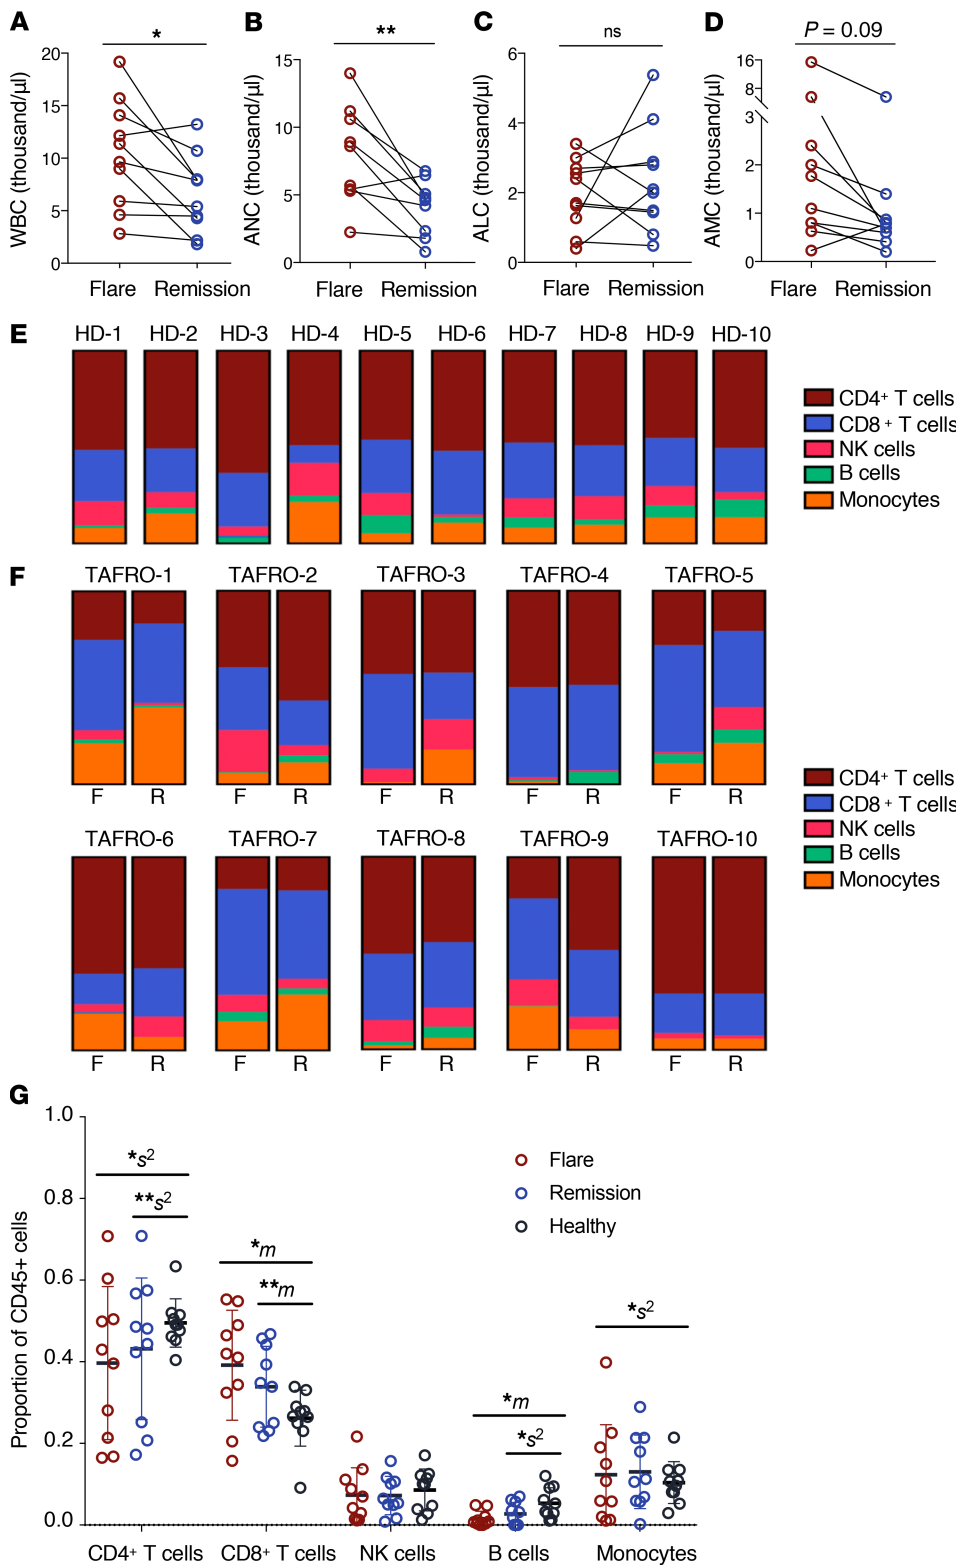 A
B
C
D
*
**
ns
P = 0.09
WBC (thousand/µl)
20
15
10
5
0
Flare Remission
ANC (thousand/µl)
15
10
5
0
Flare Remission
ALC (thousand/µl)
6
4
2
0
Flare Remission
AMC (thousand/µl)
16
8
3
2
1
0
Flare Remission
E
HD-1 HD-2 HD-3 HD-4 HD-5 HD-6 HD-7 HD-8 HD-9 HD-10
CD4+ T cells
CD8+ T cells
NK cells
B cells
Monocytes
F
TAFRO-1 TAFRO-2 TAFRO-3 TAFRO-4 TAFRO-5
F R F R F R F R F R
CD4+ T cells
CD8+ T cells
NK cells
B cells
Monocytes
TAFRO-6 TAFRO-7 TAFRO-8 TAFRO-9 TAFRO-10
F R F R F R F R F R
G
Proportion of CD45+ cells
1.0
0.8
0.6
0.4
0.2
0.0
*s²
**s²
*m
**m
*m
*s²
*s²
Flare
Remission
Healthy
CD4+ T cells CD8+ T cells NK cells B cells Monocytes